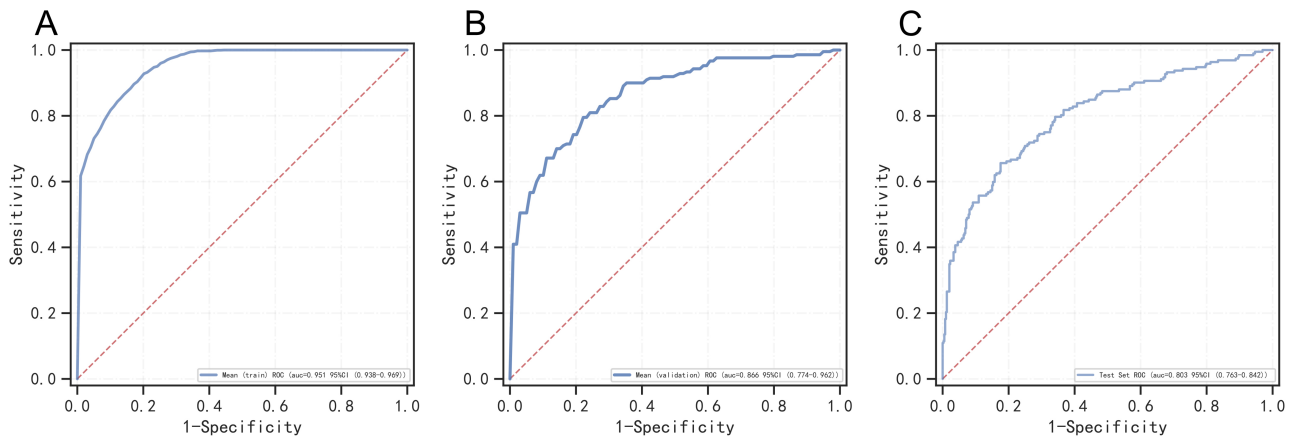 A
1.0
0.8
0.6
0.4
0.2
0.0
Sensitivity
Mean (train) ROC (auc=0.951 95%CI (0.938-0.969))
0.0 0.2 0.4 0.6 0.8 1.0
1-Specificity
B
1.0
0.8
0.6
0.4
0.2
0.0
Sensitivity
Mean (validation) ROC (auc=0.866 95%CI (0.774-0.962))
0.0 0.2 0.4 0.6 0.8 1.0
1-Specificity
C
1.0
0.8
0.6
0.4
0.2
0.0
Sensitivity
Test Set ROC (auc=0.803 95%CI (0.763-0.842))
0.0 0.2 0.4 0.6 0.8 1.0
1-Specificity